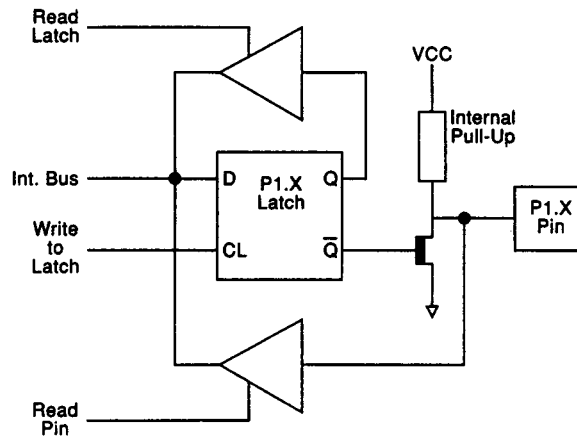 Read
Latch
VCC
Internal
Pull-Up
Int. Bus
D
P1.X
Latch
Q
P1.X
Pin
Write
to
Latch
CL
Q̅
Read
Pin